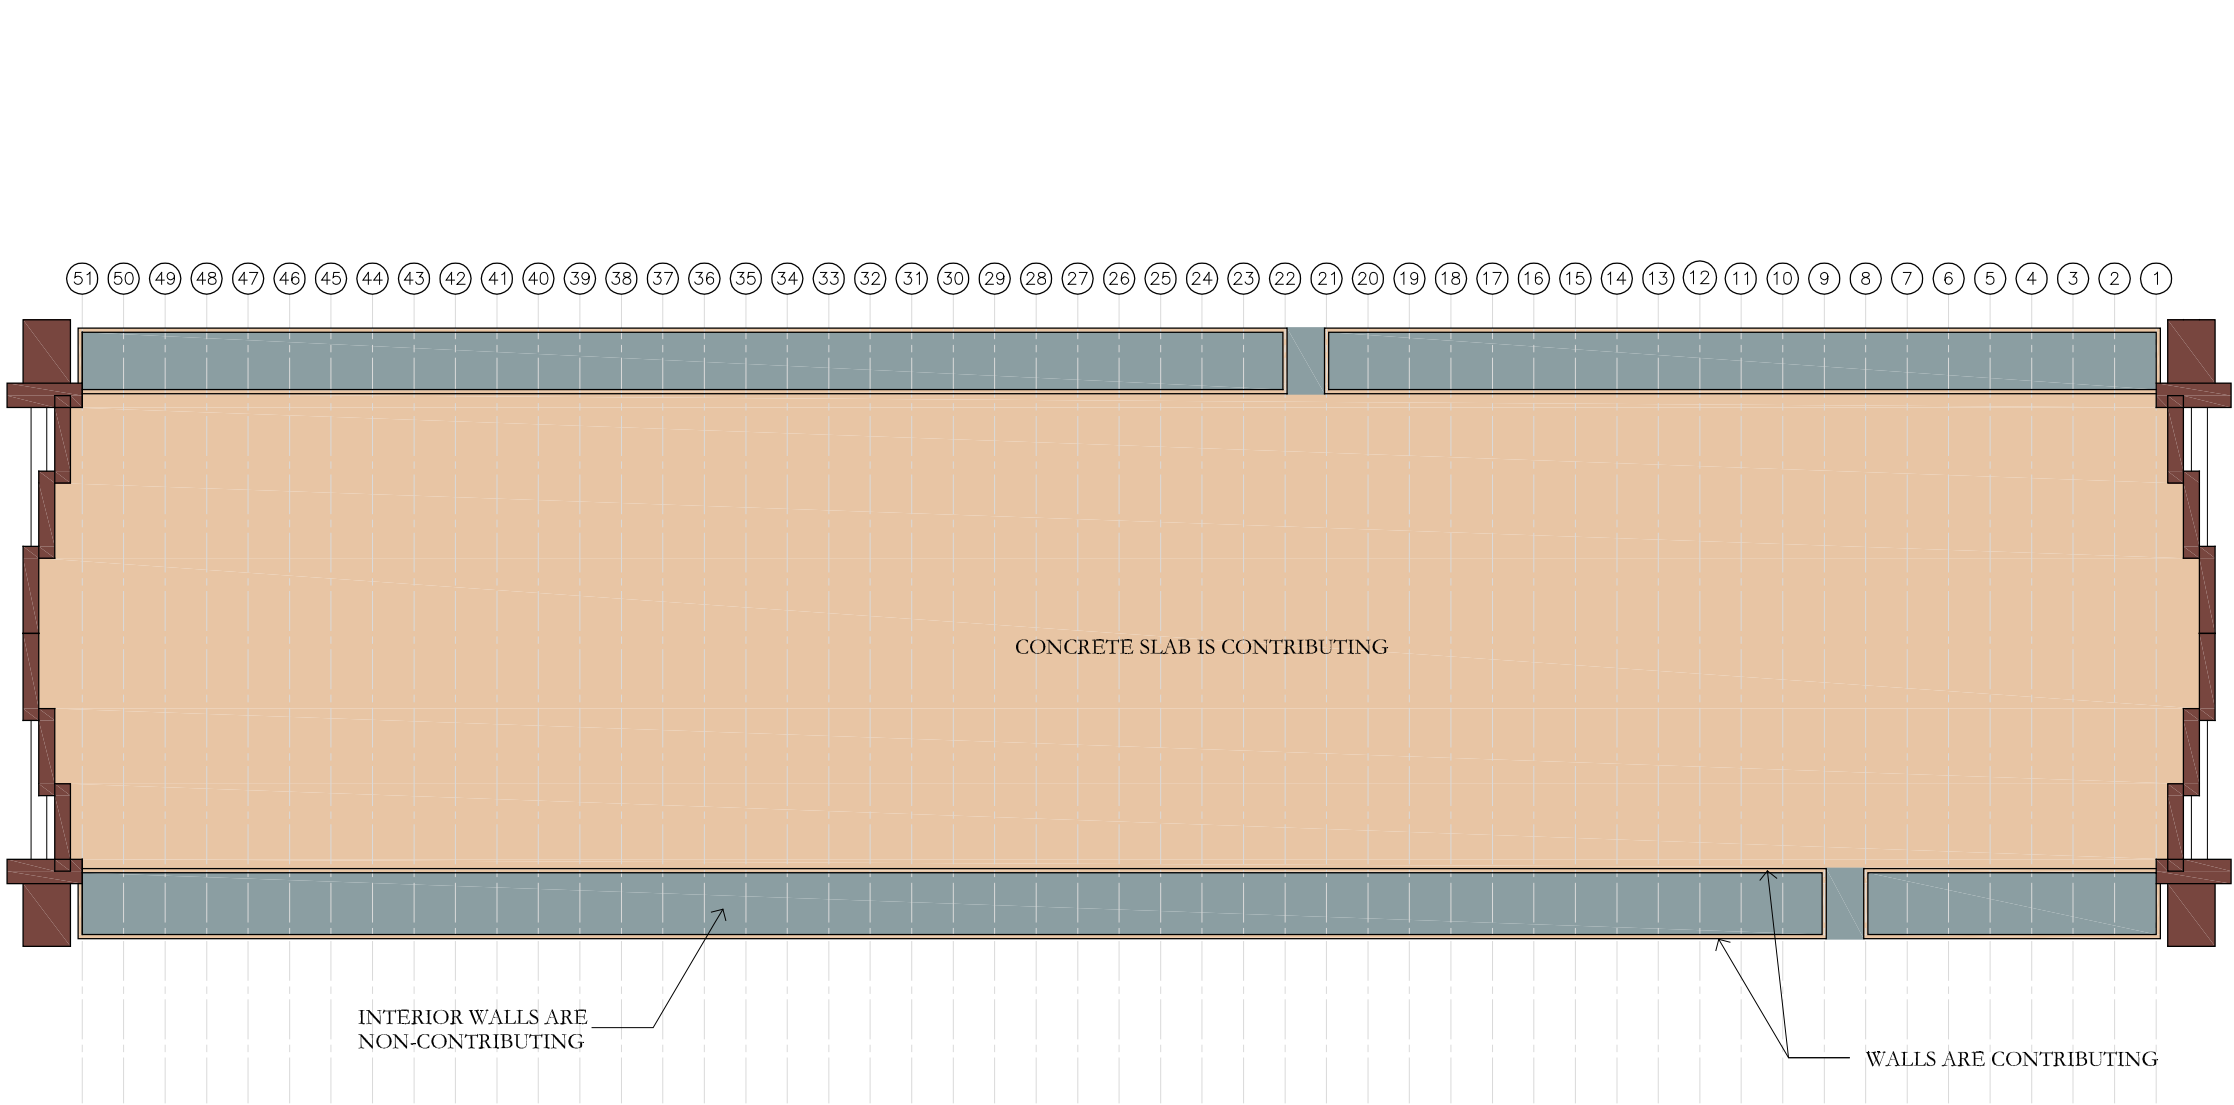 51 50 49 48 47 46 45 44 43 42 41 40 39 38 37 36 35 34 33 32 31 30 29 28 27 26 25 24 23 22 21 20 19 18 17 16 15 14 13 12 11 10 9 8 7 6 5 4 3 2 1
CONCRETE SLAB IS CONTRIBUTING
INTERIOR WALLS ARE
NON-CONTRIBUTING
WALLS ARE CONTRIBUTING